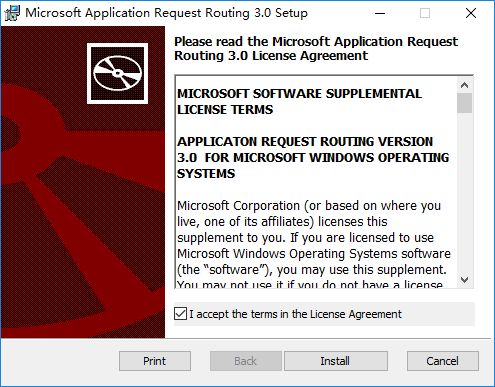 Microsoft Application Request Routing 3.0 Setup
Please read the Microsoft Application Request
Routing 3.0 License Agreement
MICROSOFT SOFTWARE SUPPLEMENTAL
LICENSE TERMS
APPLICATON REQUEST ROUTING VERSION
3.0 FOR MICROSOFT WINDOWS OPERATING
SYSTEMS
Microsoft Corporation (or based on where you
live, one of its affiliates) licenses this
supplement to you. If you are licensed to use
Microsoft Windows Operating Systems software
(the “software”), you may use this supplement.
You may not use it if you do not have a license
I accept the terms in the License Agreement
Print
Back
Install
Cancel